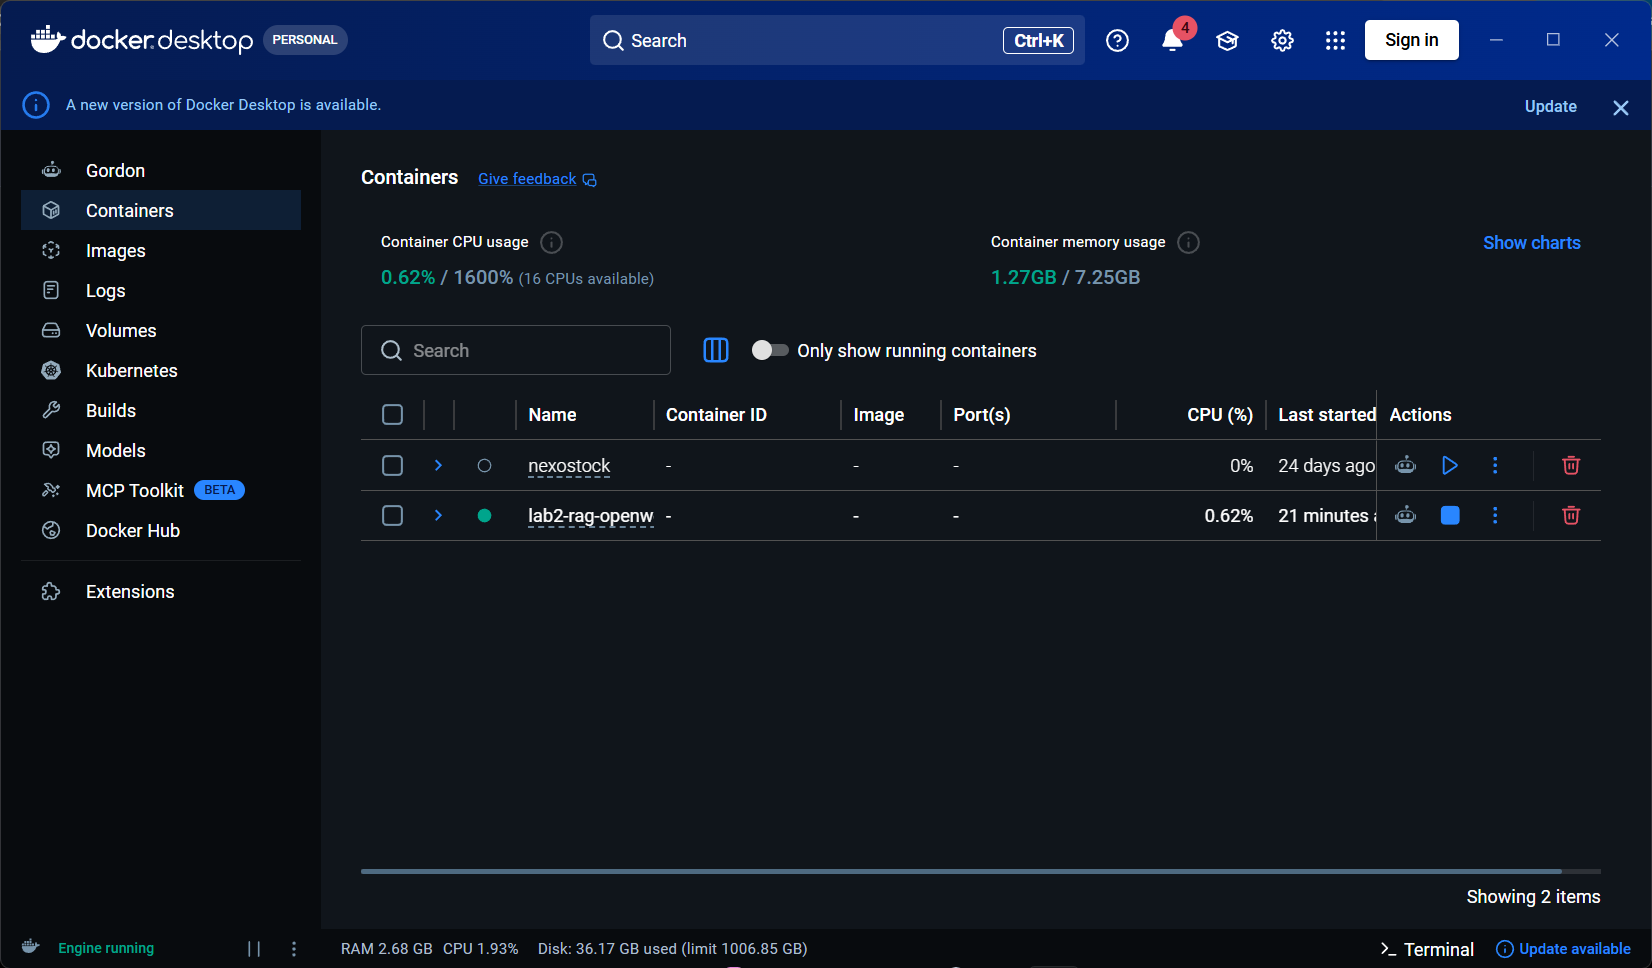 docker.desktop PERSONAL
Search Ctrl+K
4
Sign in
A new version of Docker Desktop is available.
Update
Gordon
Containers
Images
Logs
Volumes
Kubernetes
Builds
Models
MCP Toolkit BETA
Docker Hub
Extensions
Containers Give feedback
Container CPU usage
0.62% / 1600% (16 CPUs available)
Container memory usage
1.27GB / 7.25GB
Show charts
Search
Only show running containers
Name Container ID Image Port(s) CPU (%) Last started Actions
nexostock - - - 0% 24 days ago
lab2-rag-openw - - - 0.62% 21 minutes
Showing 2 items
Engine running
RAM 2.68 GB CPU 1.93% Disk: 36.17 GB used (limit 1006.85 GB)
Terminal
Update available